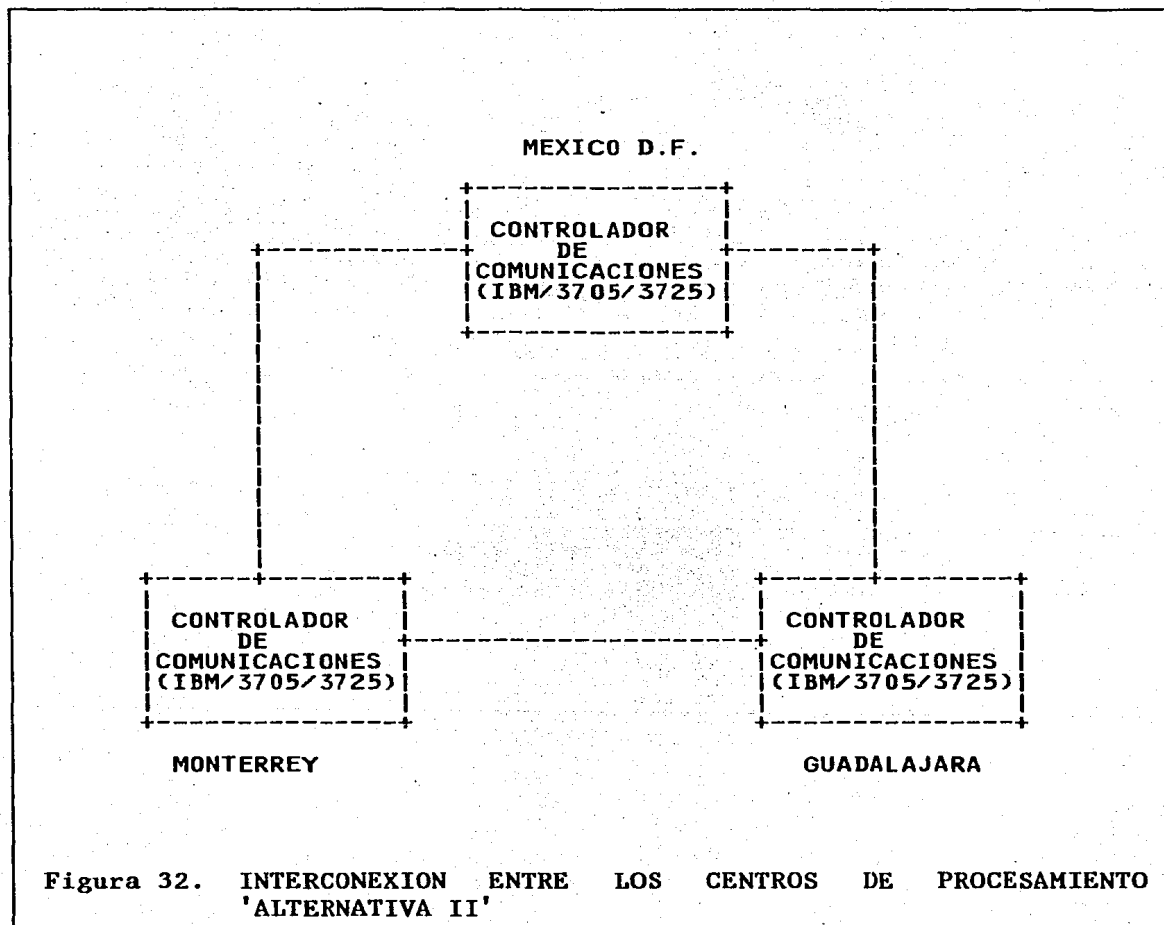 MEXICO D.F.
CONTROLADOR
DE
COMUNICACIONES
(IBM/3705/3725)
CONTROLADOR
DE
COMUNICACIONES
(IBM/3705/3725)
CONTROLADOR
DE
COMUNICACIONES
(IBM/3705/3725)
MONTERREY
GUADALAJARA
Figura 32. INTERCONEXION ENTRE LOS CENTROS DE PROCESAMIENTO
'ALTERNATIVA II'